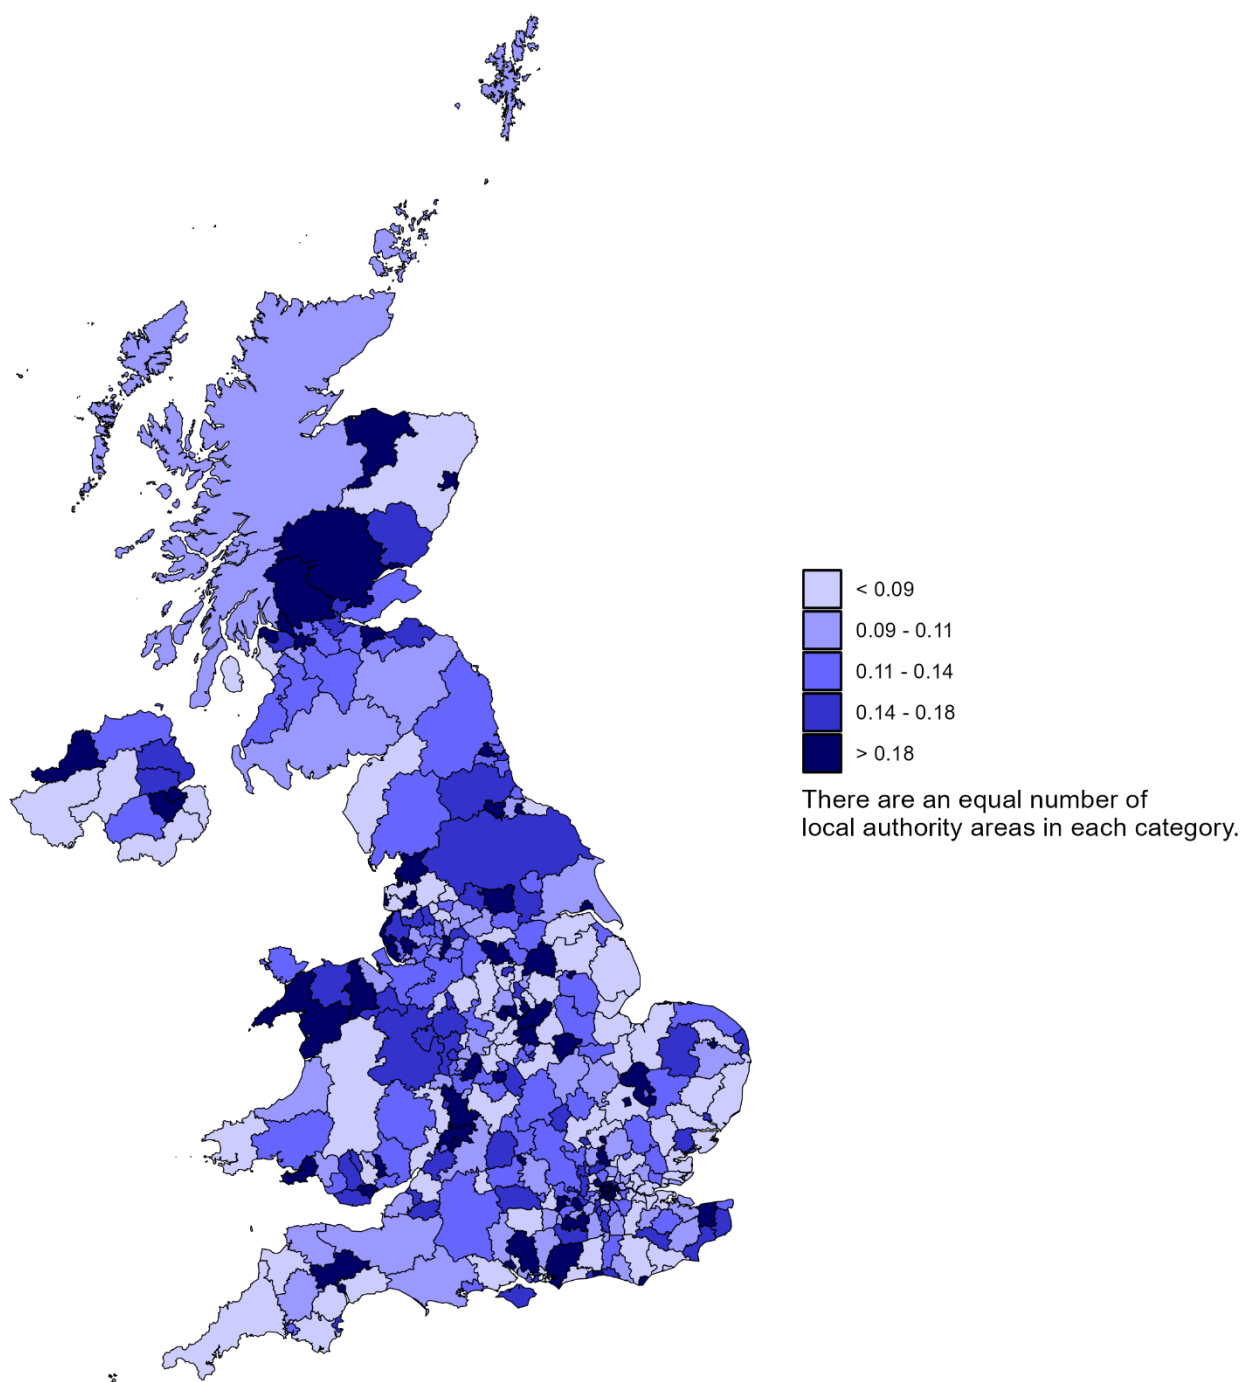 < 0.09
0.09 - 0.11
0.11 - 0.14
0.14 - 0.18
> 0.18
There are an equal number of
local authority areas in each category.